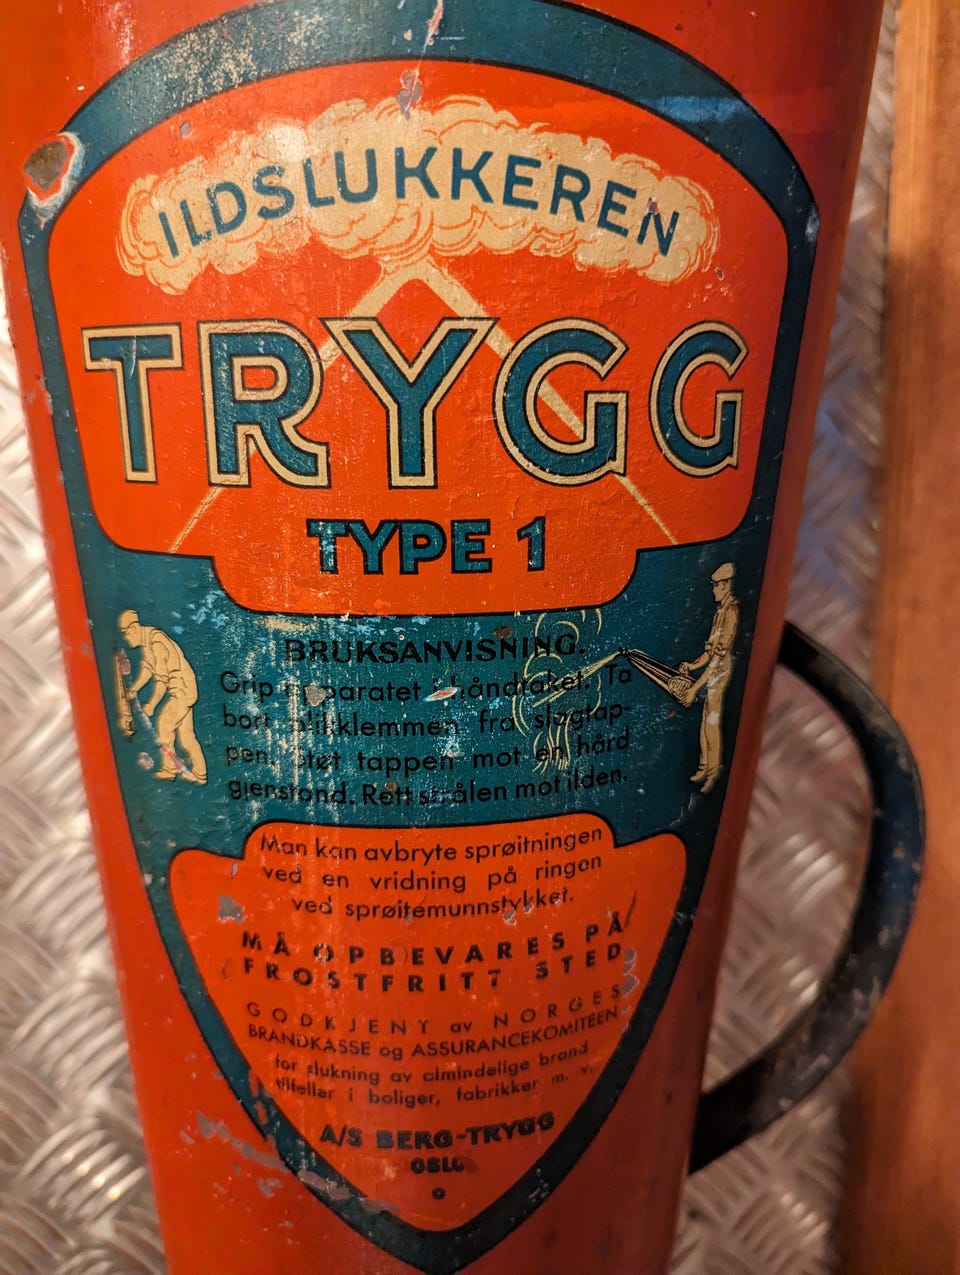 ILDSLUKKEREN
TRYGG
TYPE 1
BRUKSANVISNING.
Grip apparatet i håndtaket. Ta
bort blikklemmen fra slagtap-
pen. Støt tappen mot en hård
gjenstand. Rett strålen mot ilden.
Man kan avbryte sprøitningen
ved en vridning på ringen
ved sprøitemunnstykket.
MÅ OPBEVARES PÅ
FROSTFRITT STED
GODKJENT av NORGES
BRANDKASSE og ASSURANCEKOMITEEN
for slukning av almindelige brand
tilfeller i boliger, fabrikker m. v.
A/S BERG-TRYGG
OSLO